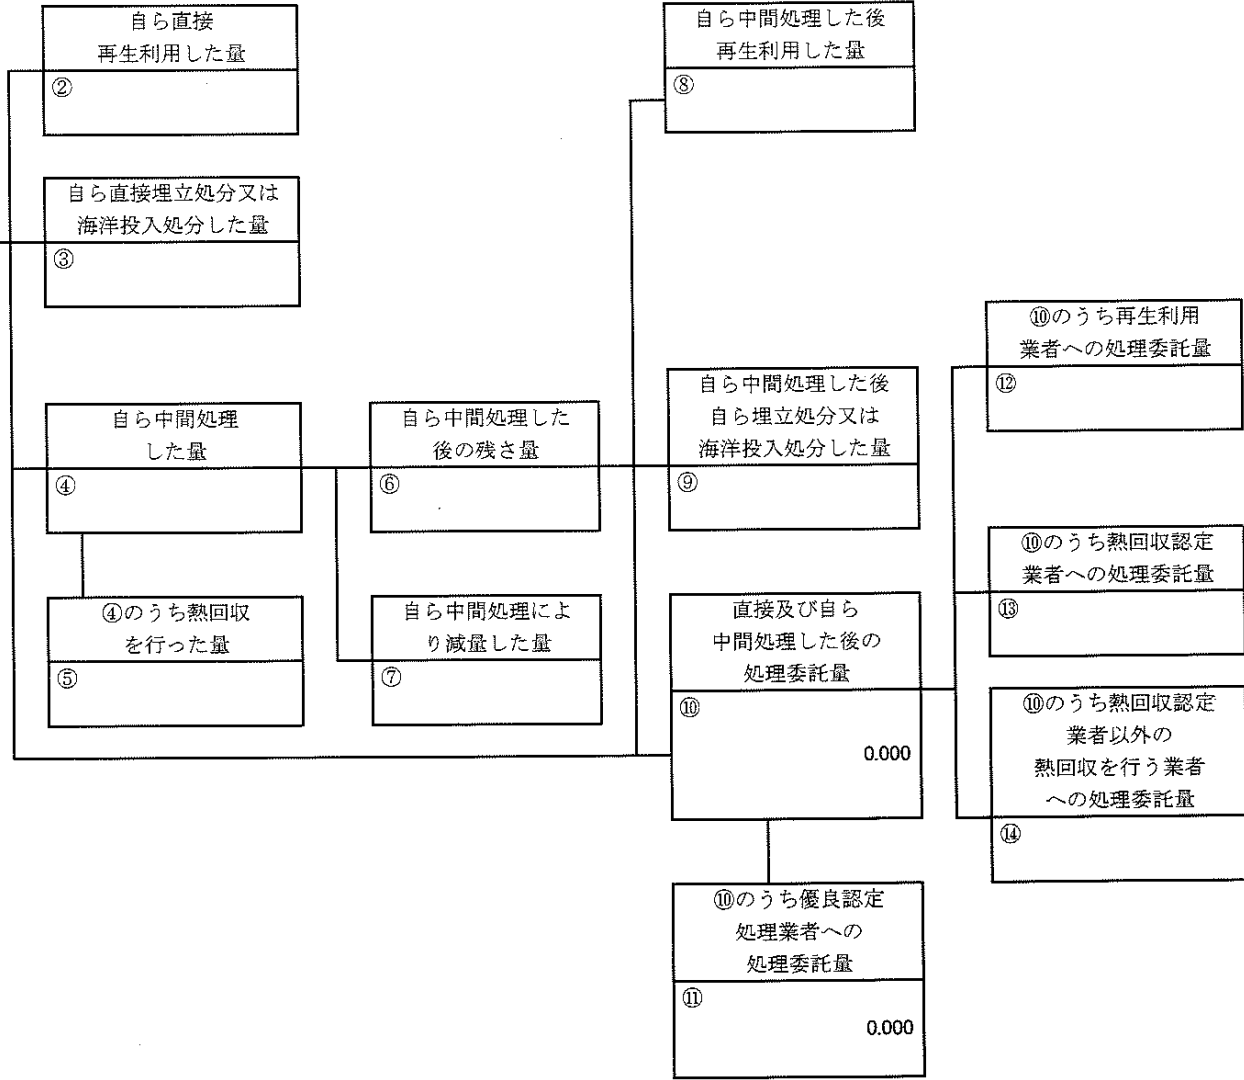 自ら直接
再生利用した量
②
自ら中間処理した後
再生利用した量
⑧
自ら直接埋立処分又は
海洋投入処分した量
③
⑩のうち再生利用
業者への処理委託量
⑫
自ら中間処理
した量
④
自ら中間処理した
後の残さ量
⑥
自ら中間処理した後
自ら埋立処分又は
海洋投入処分した量
⑨
⑩のうち熱回収認定
業者への処理委託量
⑬
④のうち熱回収
を行った量
⑤
自ら中間処理によ
り減量した量
⑦
直接及び自ら
中間処理した後の
処理委託量
⑩
0.000
⑩のうち熱回収認定
業者以外の
熱回収を行う業者
への処理委託量
⑭
⑩のうち優良認定
処理業者への
処理委託量
⑪
0.000